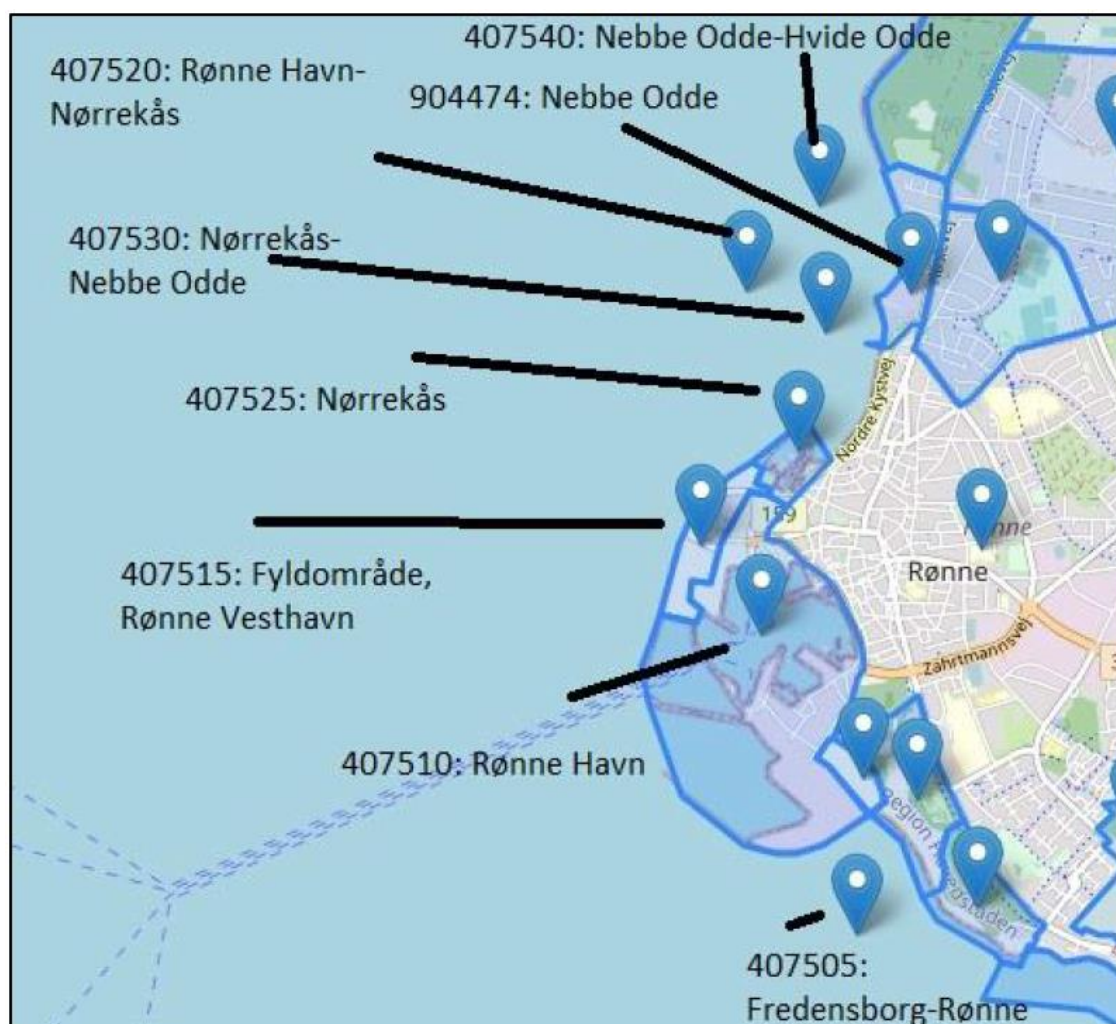 407540: Nebbe Odde-Hvide Odde
407520: Rønne Havn-
Nørrekås
904474: Nebbe Odde
407530: Nørrekås-
Nebbe Odde
407525: Nørrekås
Nordre Kystvej
159
407515: Fyldområde,
Rønne Vesthavn
Rønne
Rønne
Zahrtmannsvej
3
407510: Rønne Havn
Region
407505:
Fredensborg-Rønne